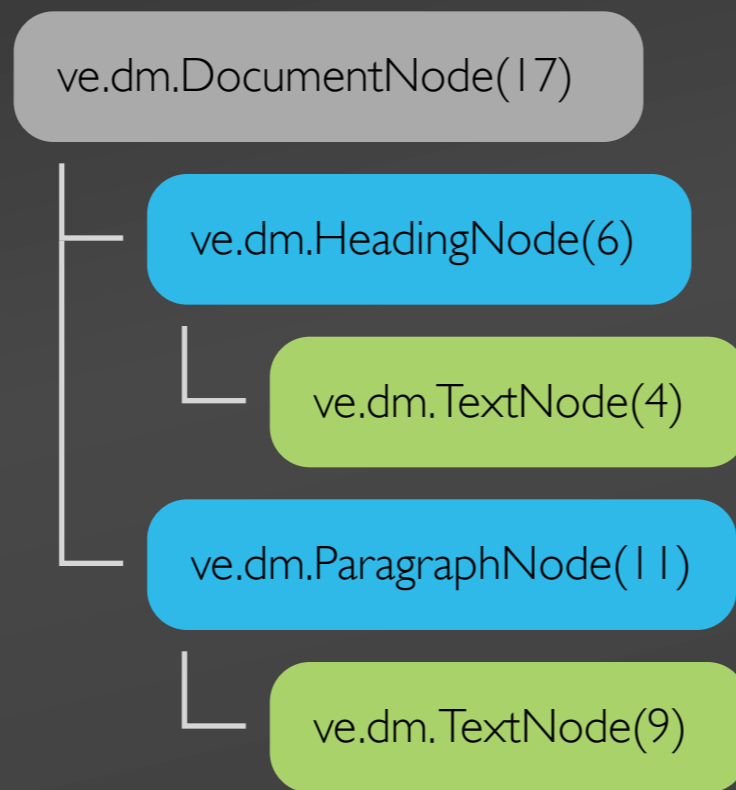 ve.dm.DocumentNode(17)
ve.dm.HeadingNode(6)
ve.dm.TextNode(4)
ve.dm.ParagraphNode(11)
ve.dm.TextNode(9)